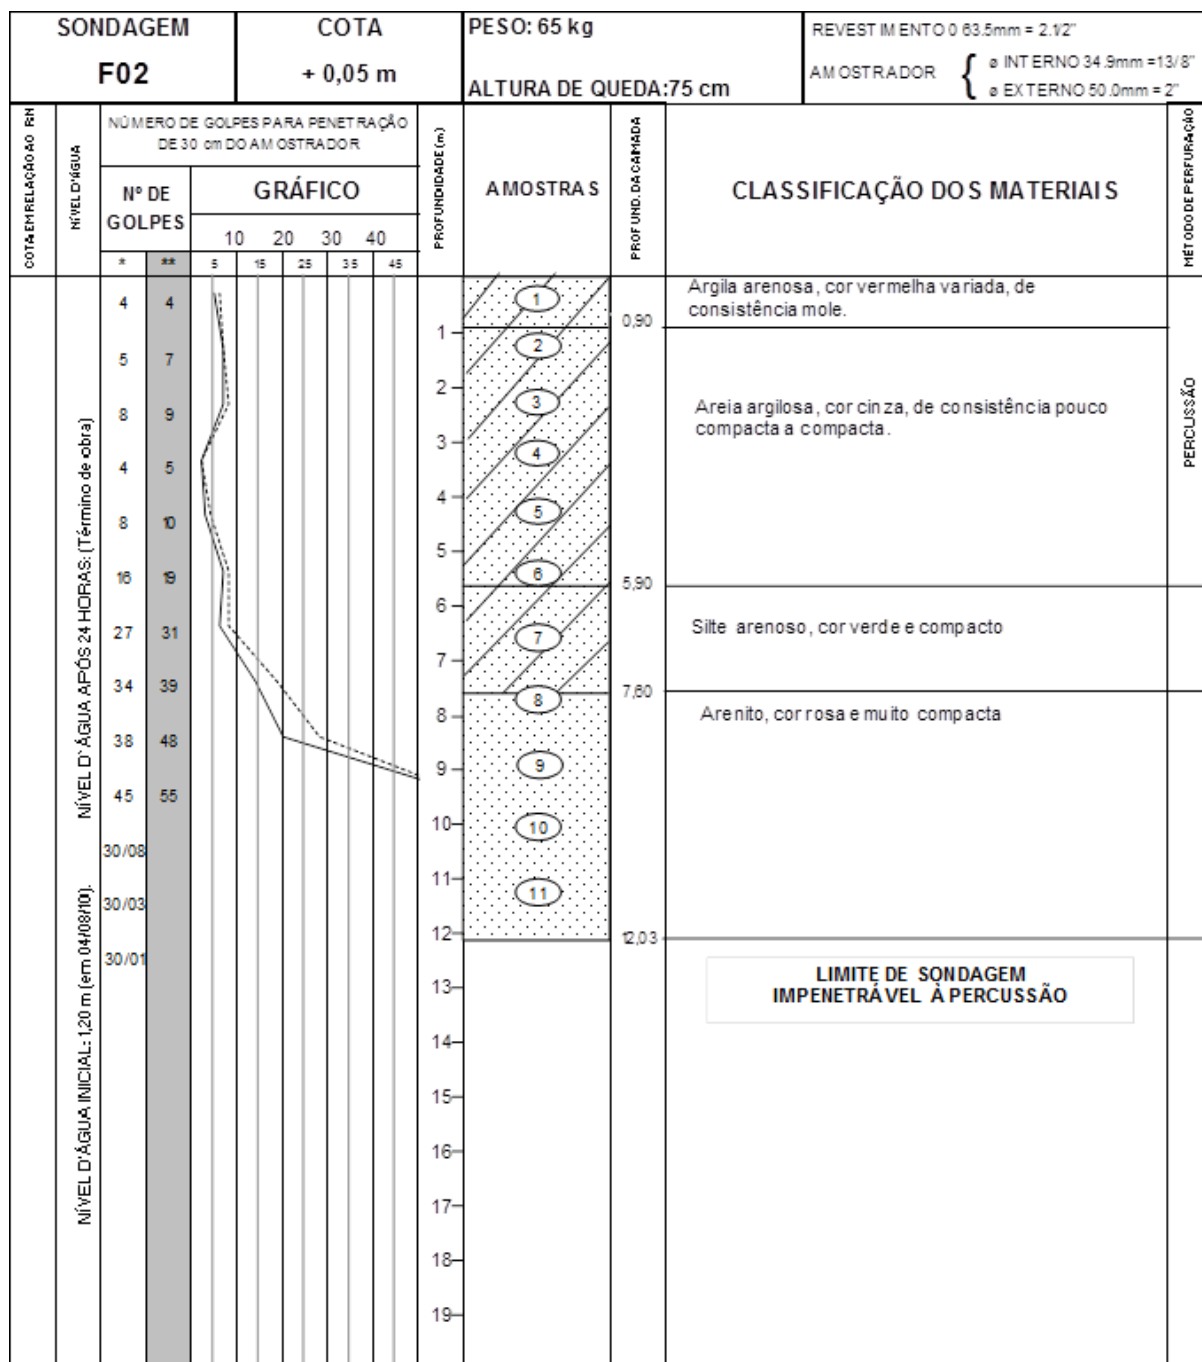 SONDAGEM
F02
COTA
+ 0,05 m
PESO: 65 kg
ALTURA DE QUEDA:75 cm
REVESTIMENTO 0 63.5mm = 2.1/2"
AMOSTRADOR {
ø INTERNO 34.9mm =13/8"
ø EXTERNO 50.0mm = 2"
COTA EM RELAÇÃO AO RN
NÍVEL D'ÁGUA
NÚMERO DE GOLPES PARA PENETRAÇÃO
DE 30 cm DO AMOSTRADOR
Nº DE
GOLPES
GRÁFICO
10 20 30 40
* ** 5 15 25 35 45
PROFUNDIDADE (m)
AMOSTRAS
PROFUND. DA CAMADA
CLASSIFICAÇÃO DOS MATERIAIS
MÉTODO DE PERFURAÇÃO
NÍVEL D'ÁGUA INICIAL: 1,20 m (em 04/08/10). NÍVEL D'ÁGUA APÓS 24 HORAS: (Término de obra)
4 4
5 7
8 9
4 5
8 10
16 19
27 31
34 39
38 48
45 55
30/08
30/03
30/01
1
2
3
4
5
6
7
8
9
10
11
12
13
14
15
16
17
18
19
1
2
3
4
5
6
7
8
9
10
11
0,90
5,90
7,60
12,03
Argila arenosa, cor vermelha variada, de
consistência mole.
Areia argilosa, cor cinza, de consistência pouco
compacta a compacta.
Silte arenoso, cor verde e compacto
Arenito, cor rosa e muito compacta
LIMITE DE SONDAGEM
IMPENETRÁVEL À PERCUSSÃO
PERCUSSÃO